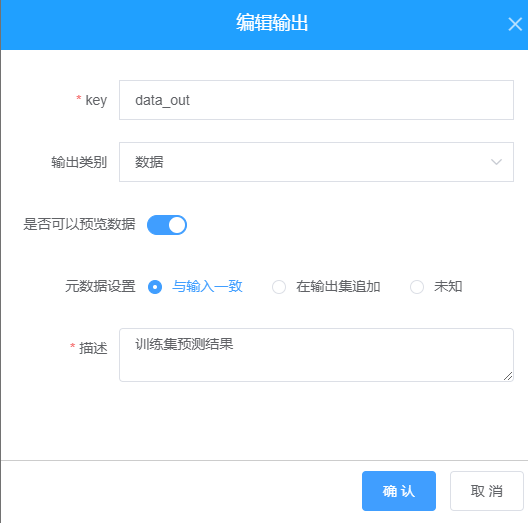 编辑输出
* key data_out
输出类别 数据
是否可以预览数据
元数据设置 与输入一致 在输出集追加 未知
* 描述 训练集预测结果
确认 取消